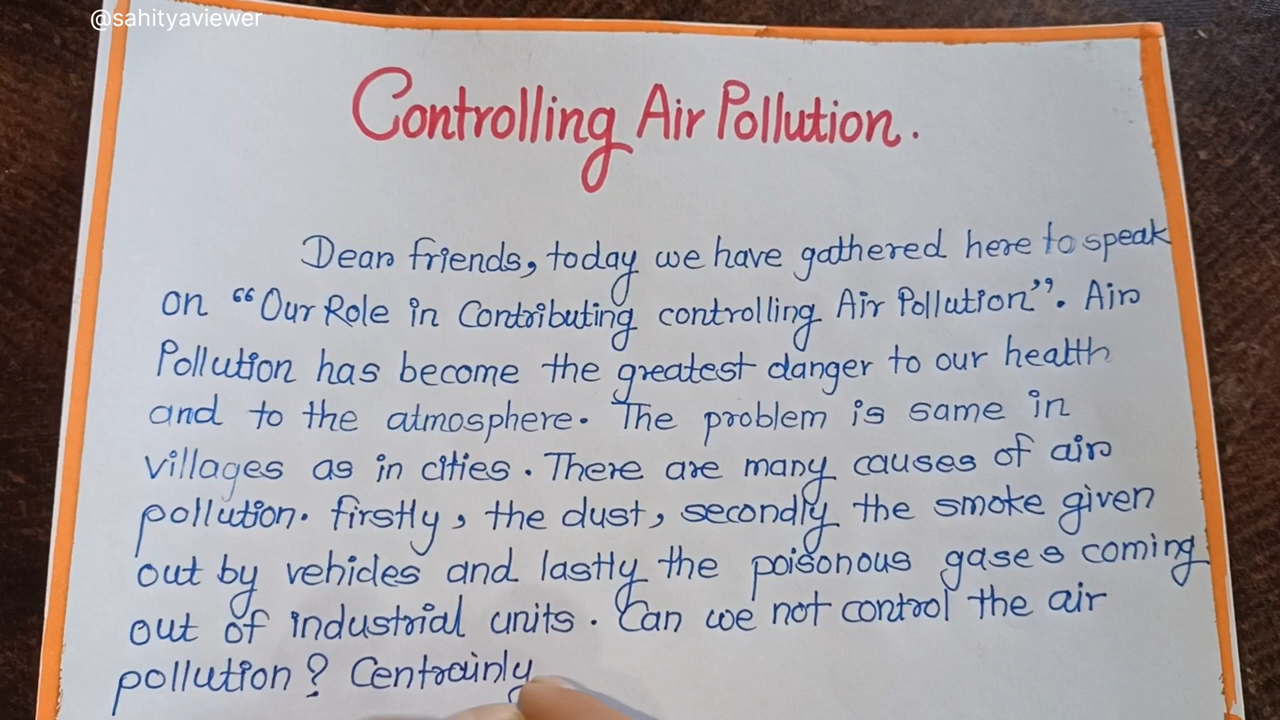 @sahityaviewer
Controlling Air Pollution.
Dear friends, today we have gathered here to speak
on "Our Role in Contributing controlling Air Pollution". Air
Pollution has become the greatest danger to our health
and to the atmosphere. The problem is same in
villages as in cities. There are many causes of air
pollution. firstly, the dust, secondly the smoke given
out by vehicles and lastly the poisonous gases coming
out of industrial units. Can we not control the air
pollution? Centrainly